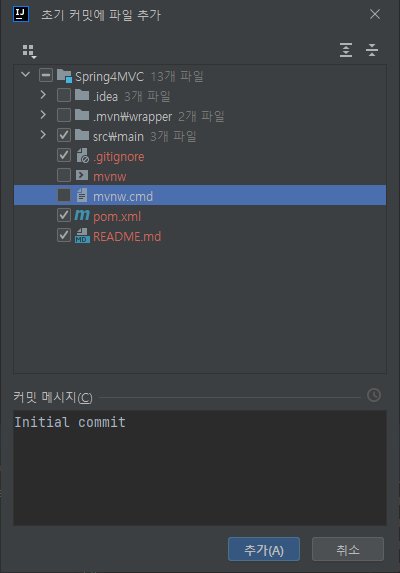 초기 커밋에 파일 추가
Spring4MVC 13개 파일
.idea 3개 파일
.mvn₩wrapper 2개 파일
src₩main 3개 파일
.gitignore
mvnw
mvnw.cmd
pom.xml
README.md
커밋 메시지(C)
Initial commit
추가(A)
취소